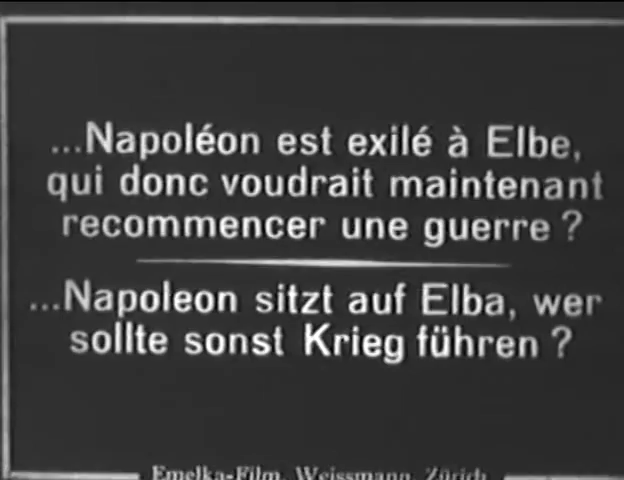 ...Napoléon est exilé à Elbe,
qui donc voudrait maintenant
recommencer une guerre ?
...Napoleon sitzt auf Elba, wer
sollte sonst Krieg führen ?
Emelka-Film, Weissmann, Zürich